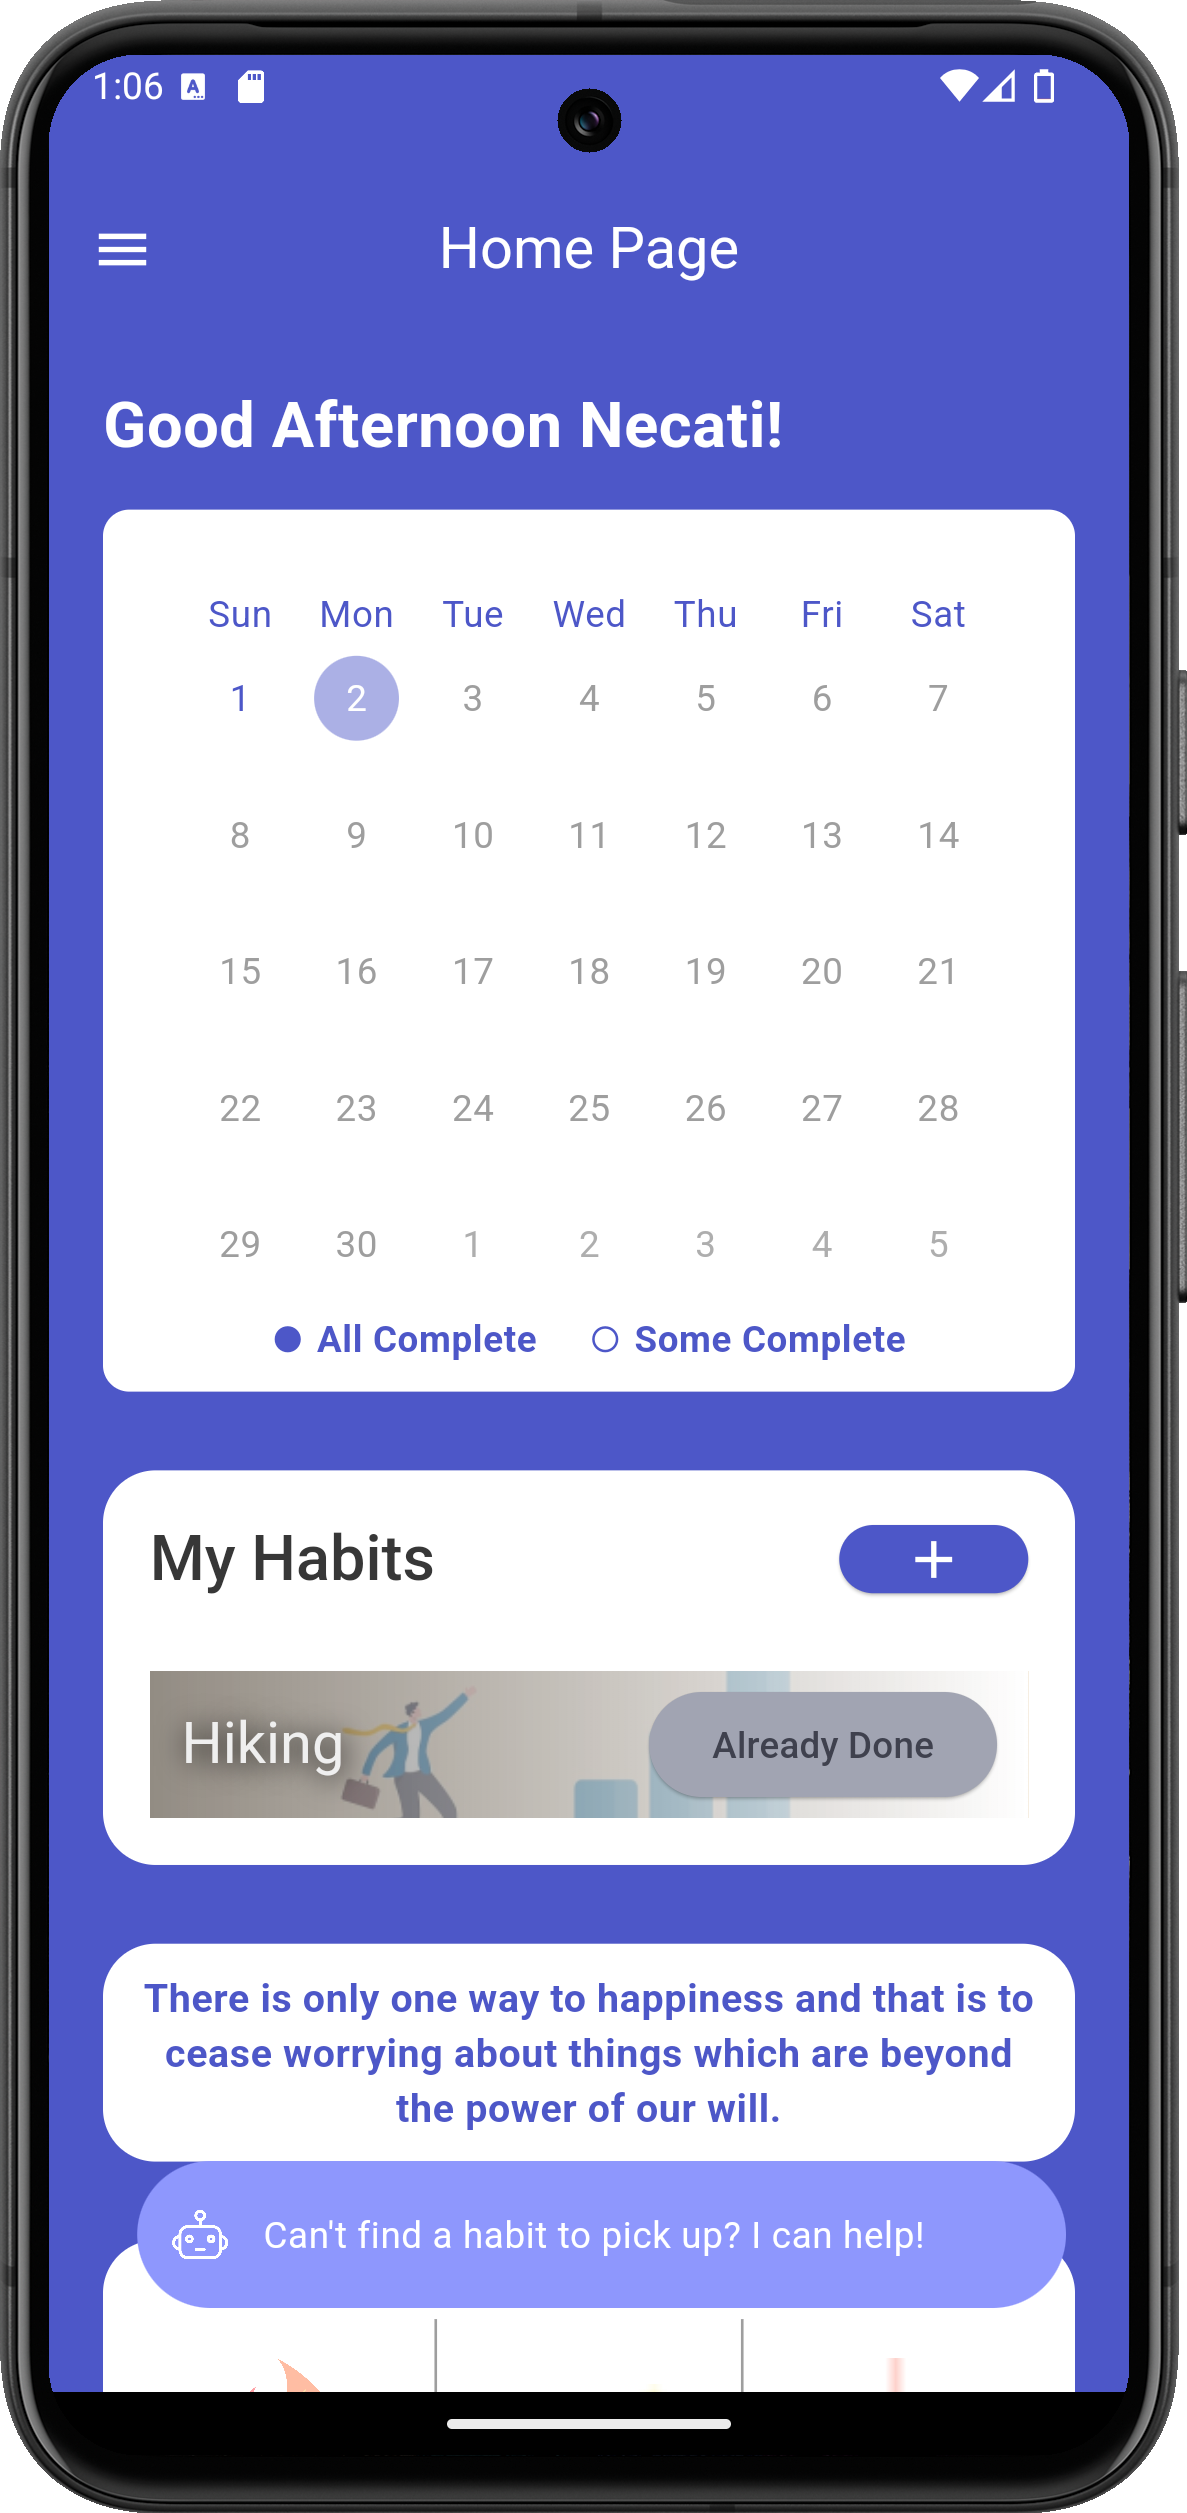 1:06
Home Page
Good Afternoon Necati!
Sun Mon Tue Wed Thu Fri Sat
1 2 3 4 5 6 7
8 9 10 11 12 13 14
15 16 17 18 19 20 21
22 23 24 25 26 27 28
29 30 1 2 3 4 5
All Complete Some Complete
My Habits +
Hiking Already Done
There is only one way to happiness and that is to
cease worrying about things which are beyond
the power of our will.
Can't find a habit to pick up? I can help!